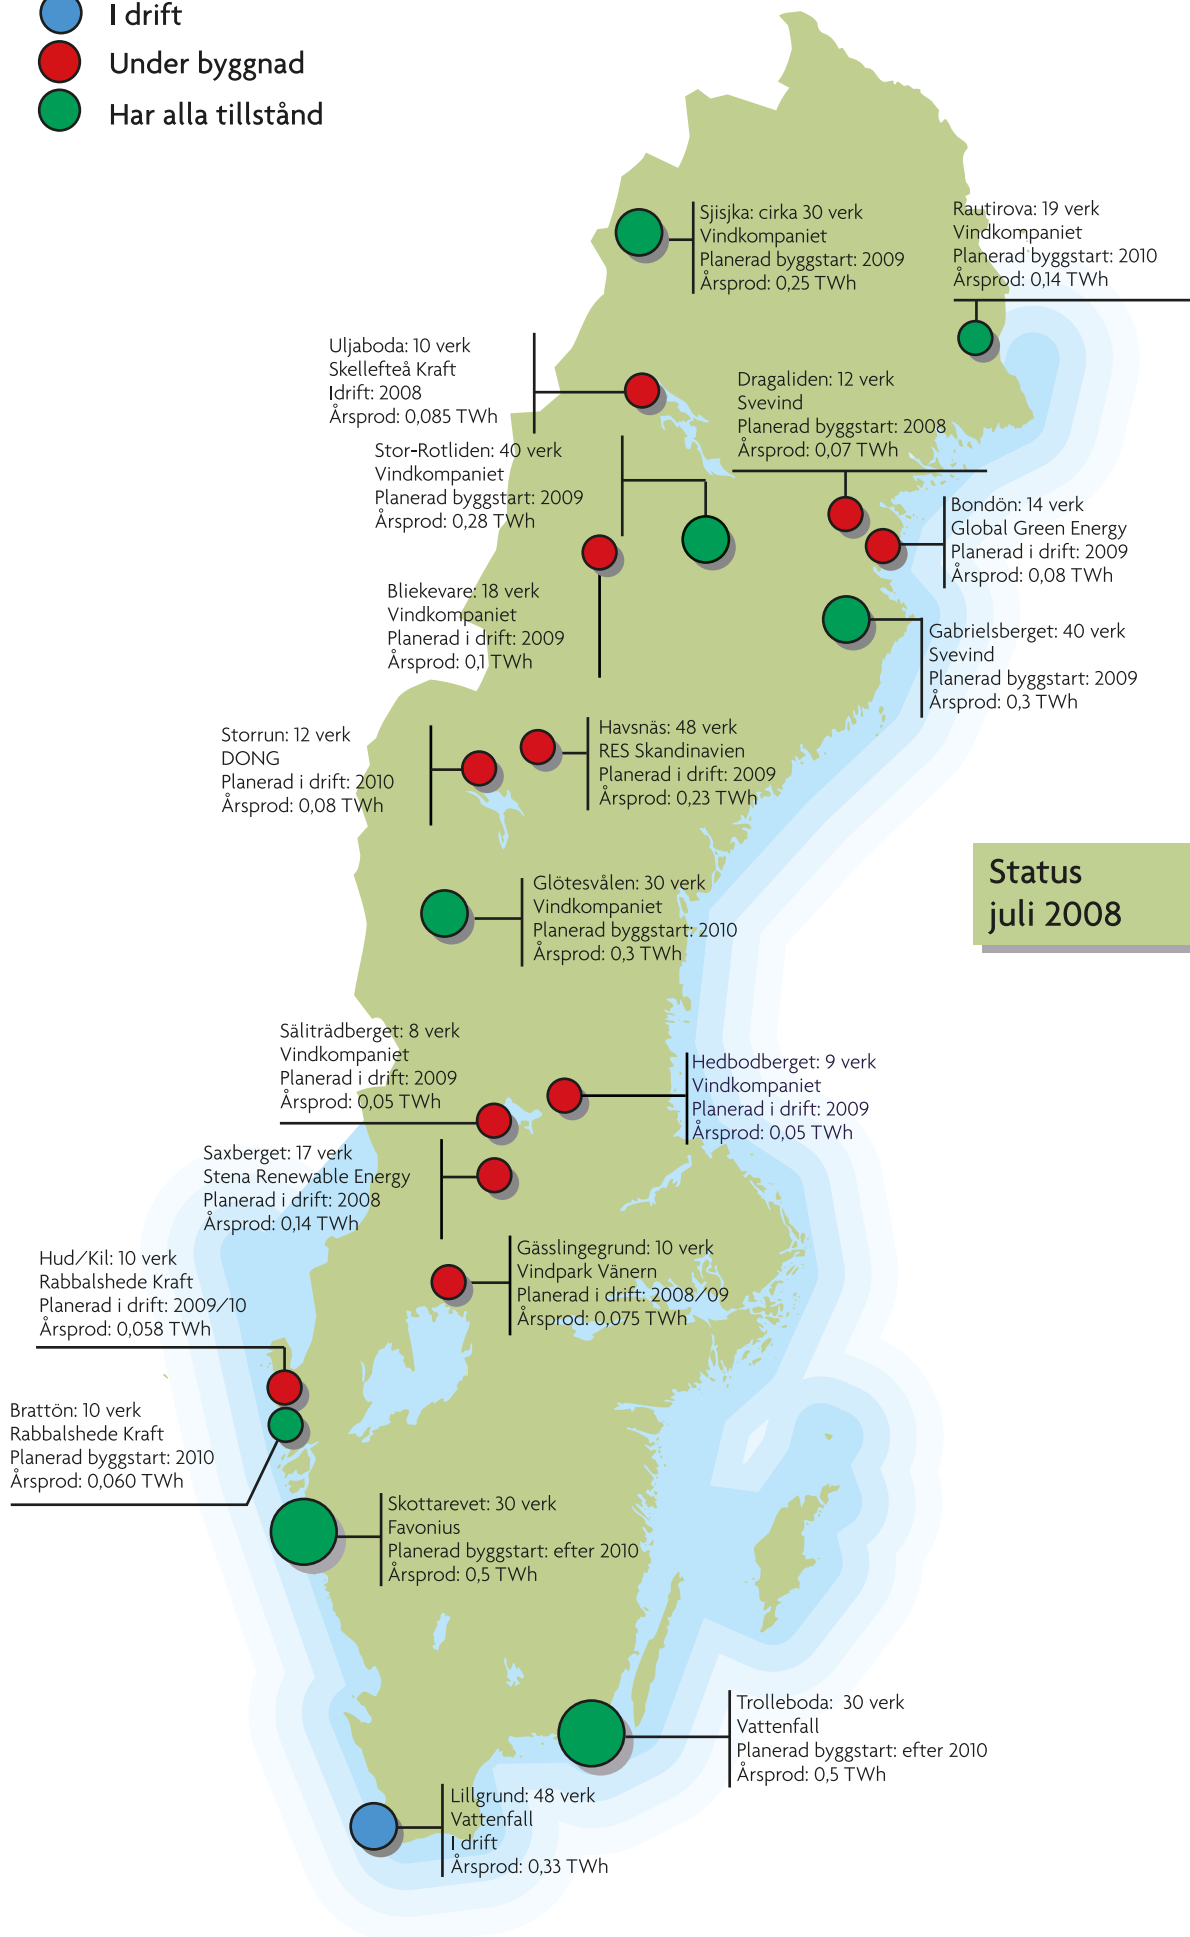 I drift
Under byggnad
Har alla tillstånd
Sjisjka: cirka 30 verk
Vindkompaniet
Planerad byggstart: 2009
Årsprod: 0,25 TWh
Rautirova: 19 verk
Vindkompaniet
Planerad byggstart: 2010
Årsprod: 0,14 TWh
Uljaboda: 10 verk
Skellefteå Kraft
Idrift: 2008
Årsprod: 0,085 TWh
Dragaliden: 12 verk
Svevind
Planerad byggstart: 2008
Årsprod: 0,07 TWh
Stor-Rotliden: 40 verk
Vindkompaniet
Planerad byggstart: 2009
Årsprod: 0,28 TWh
Bondön: 14 verk
Global Green Energy
Planerad i drift: 2009
Årsprod: 0,08 TWh
Bliekevare: 18 verk
Vindkompaniet
Planerad i drift: 2009
Årsprod: 0,1 TWh
Gabrielsberget: 40 verk
Svevind
Planerad byggstart: 2009
Årsprod: 0,3 TWh
Storrun: 12 verk
DONG
Planerad i drift: 2010
Årsprod: 0,08 TWh
Havsnäs: 48 verk
RES Skandinavien
Planerad i drift: 2009
Årsprod: 0,23 TWh
Status
juli 2008
Glötesvålen: 30 verk
Vindkompaniet
Planerad byggstart: 2010
Årsprod: 0,3 TWh
Säliträdberget: 8 verk
Vindkompaniet
Planerad i drift: 2009
Årsprod: 0,05 TWh
Hedbodberget: 9 verk
Vindkompaniet
Planerad i drift: 2009
Årsprod: 0,05 TWh
Saxberget: 17 verk
Stena Renewable Energy
Planerad i drift: 2008
Årsprod: 0,14 TWh
Gässlingegrund: 10 verk
Vindpark Vänern
Planerad i drift: 2008/09
Årsprod: 0,075 TWh
Hud/Kil: 10 verk
Rabbalshede Kraft
Planerad i drift: 2009/10
Årsprod: 0,058 TWh
Brattön: 10 verk
Rabbalshede Kraft
Planerad byggstart: 2010
Årsprod: 0,060 TWh
Skottarevet: 30 verk
Favonius
Planerad byggstart: efter 2010
Årsprod: 0,5 TWh
Trolleboda: 30 verk
Vattenfall
Planerad byggstart: efter 2010
Årsprod: 0,5 TWh
Lillgrund: 48 verk
Vattenfall
I drift
Årsprod: 0,33 TWh